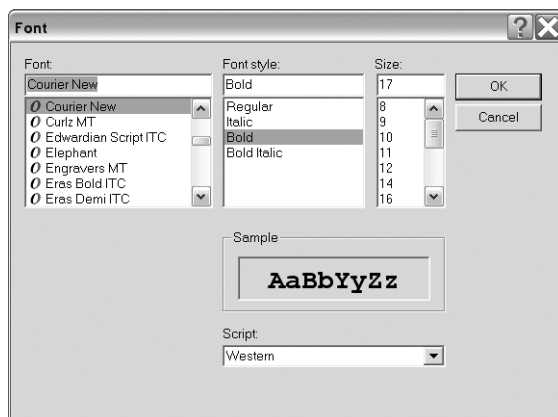 Font
Font:
Courier New
O Courier New
O Curlz MT
O Edwardian Script ITC
O Elephant
O Engravers MT
O Eras Bold ITC
O Eras Demi ITC
Font style:
Bold
Regular
Italic
Bold
Bold Italic
Size:
17
8
9
10
11
12
14
16
OK
Cancel
Sample
AaBbYyZz
Script:
Western